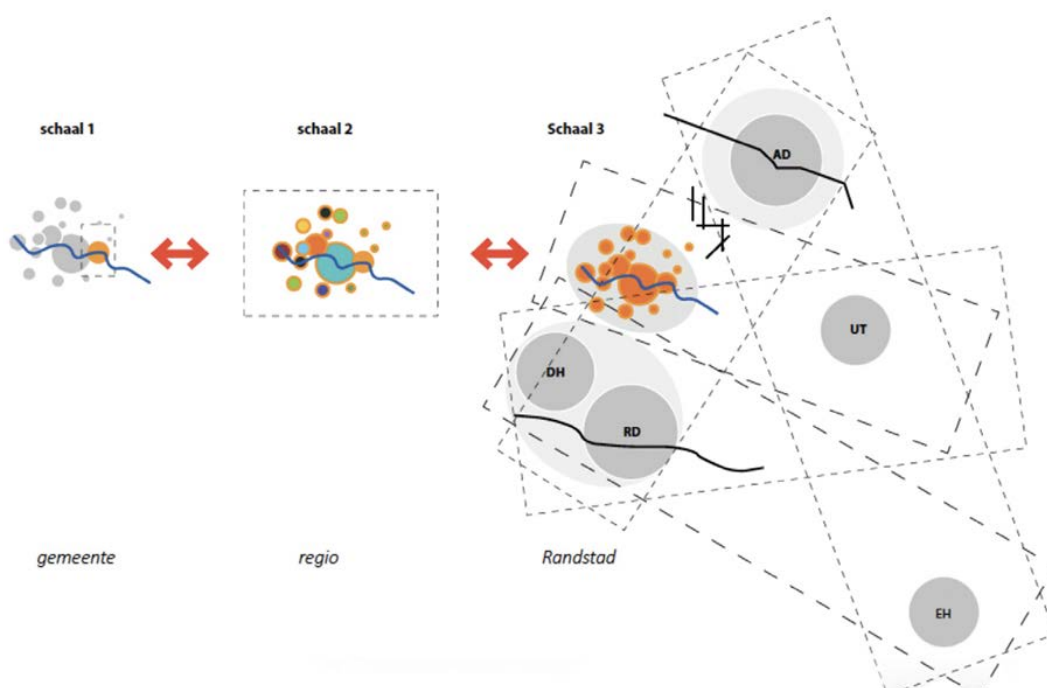 schaal 1
schaal 2
Schaal 3
AD
UT
DH
RD
gemeente
regio
Randstad
EH